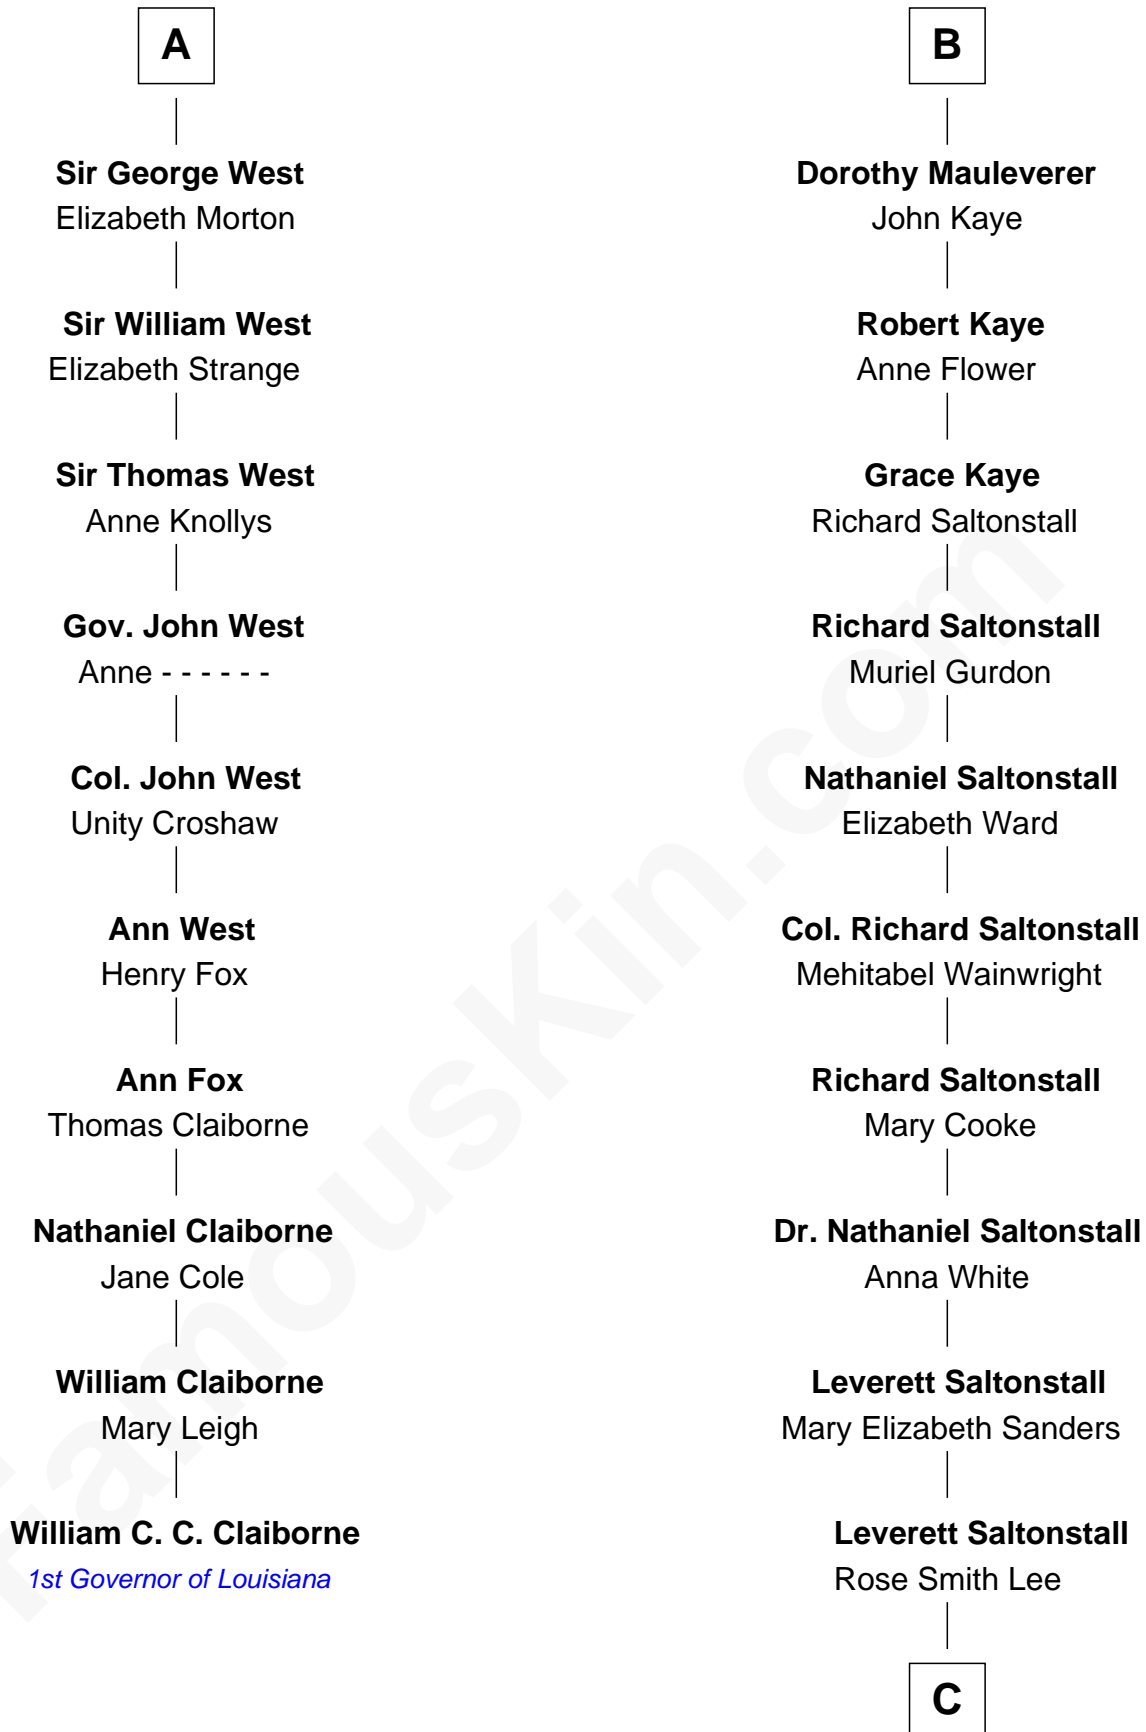 A
Sir George West
Elizabeth Morton
Sir William West
Elizabeth Strange
Sir Thomas West
Anne Knollys
Gov. John West
Anne - - - - - -
Col. John West
Unity Croshaw
Ann West
Henry Fox
Ann Fox
Thomas Claiborne
Nathaniel Claiborne
Jane Cole
William Claiborne
Mary Leigh
William C. C. Claiborne
1st Governor of Louisiana
B
Dorothy Mauleverer
John Kaye
Robert Kaye
Anne Flower
Grace Kaye
Richard Saltonstall
Richard Saltonstall
Muriel Gurdon
Nathaniel Saltonstall
Elizabeth Ward
Col. Richard Saltonstall
Mehitabel Wainwright
Richard Saltonstall
Mary Cooke
Dr. Nathaniel Saltonstall
Anna White
Leverett Saltonstall
Mary Elizabeth Sanders
Leverett Saltonstall
Rose Smith Lee
C
FamousKin.com